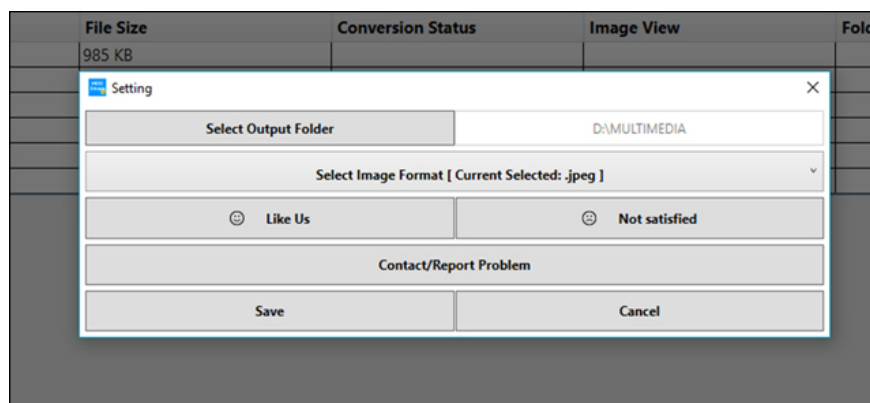 File Size Conversion Status Image View
985 KB
Setting
Select Output Folder D:\MULTIMEDIA
Select Image Format [ Current Selected: .jpeg ]
Like Us Not satisfied
Contact/Report Problem
Save Cancel